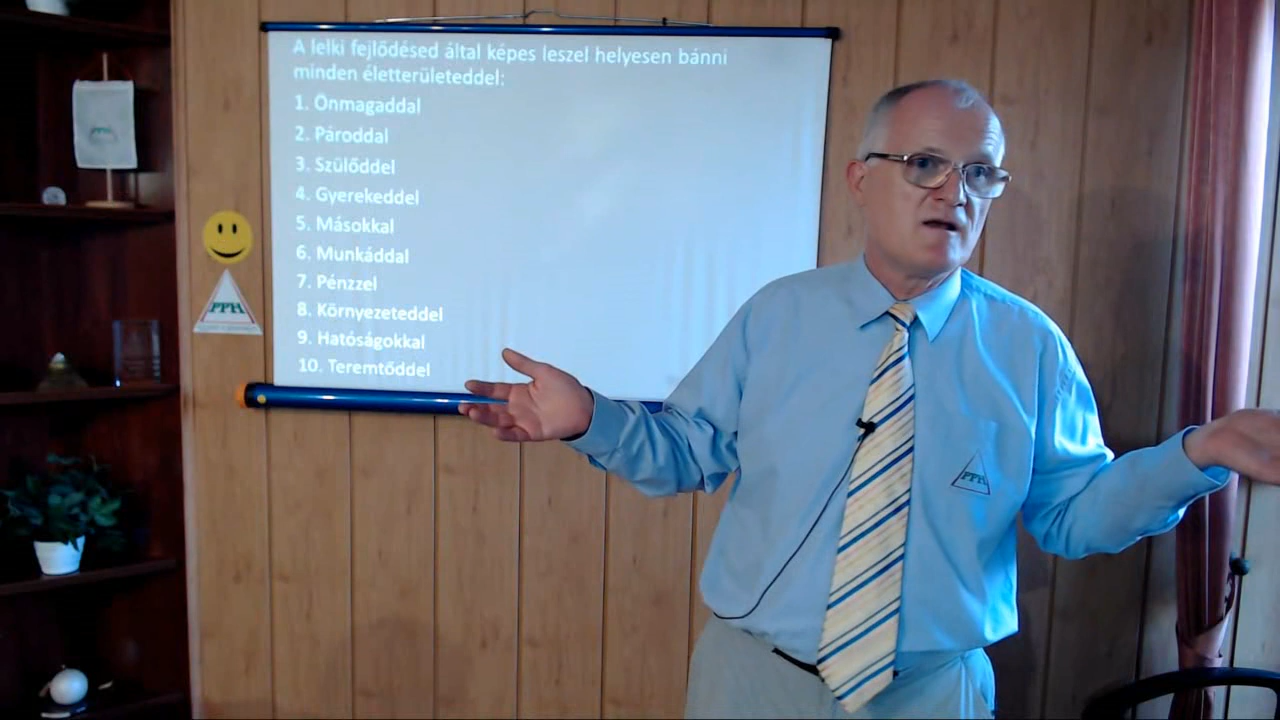 A lelki fejlődésed által képes leszel helyesen bánni
minden életterületeddel:
1. Önmagaddal
2. Pároddal
3. Szülőddel
4. Gyerekeddel
5. Másokkal
6. Munkáddal
7. Pénzzel
8. Környezeteddel
9. Hatóságokkal
10. Teremtőddel
PPH
PPH